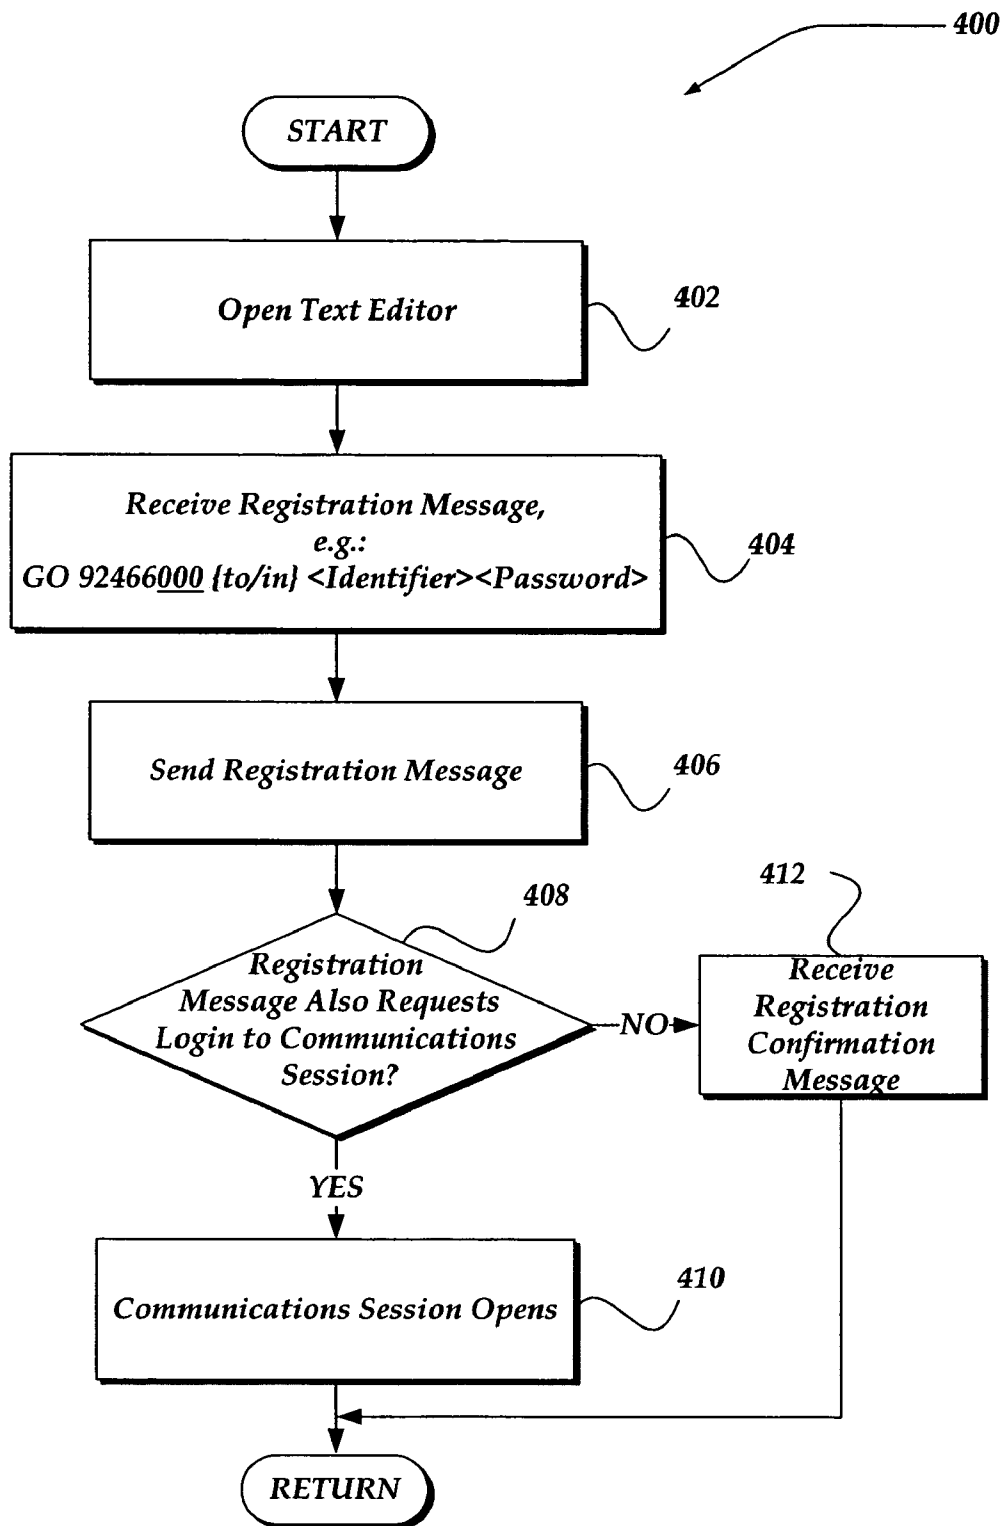 400
START
Open Text Editor
402
Receive Registration Message,
e.g.:
GO 92466000 {to/in} <Identifier><Password>
404
Send Registration Message
406
408
Registration
Message Also Requests
Login to Communications
Session?
NO
412
Receive
Registration
Confirmation
Message
YES
Communications Session Opens
410
RETURN